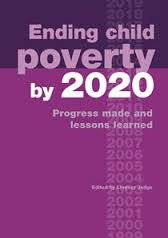 Ending child
poverty
by 2020
Progress made and
lessons learned
Edited by Lindsay Judge